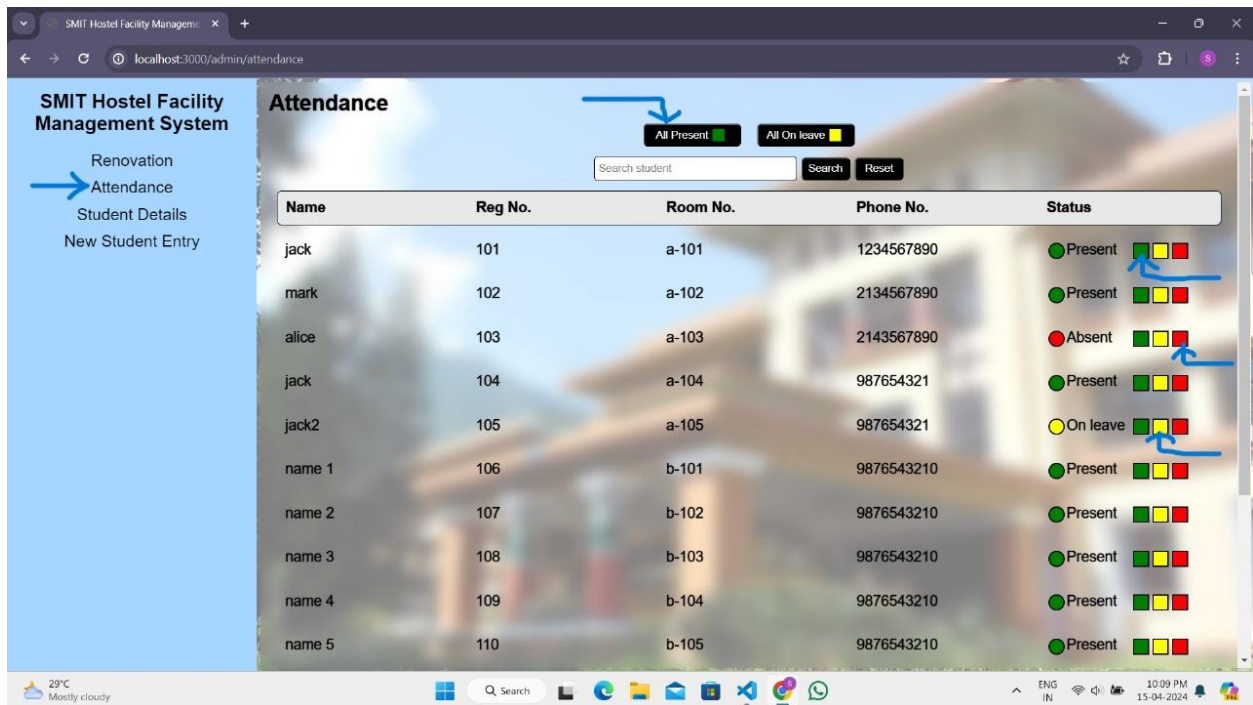 SMIT Hostel Facility Manageme
localhost:3000/admin/attendance
S
SMIT Hostel Facility
Management System
Renovation
Attendance
Student Details
New Student Entry
Attendance
All Present
All On leave
Search student
Search
Reset
Name Reg No. Room No. Phone No. Status
jack 101 a-101 1234567890 Present
mark 102 a-102 2134567890 Present
alice 103 a-103 2143567890 Absent
jack 104 a-104 987654321 Present
jack2 105 a-105 987654321 On leave
name 1 106 b-101 9876543210 Present
name 2 107 b-102 9876543210 Present
name 3 108 b-103 9876543210 Present
name 4 109 b-104 9876543210 Present
name 5 110 b-105 9876543210 Present
29°C
Mostly cloudy
Search
ENG
IN
10:09 PM
15-04-2024